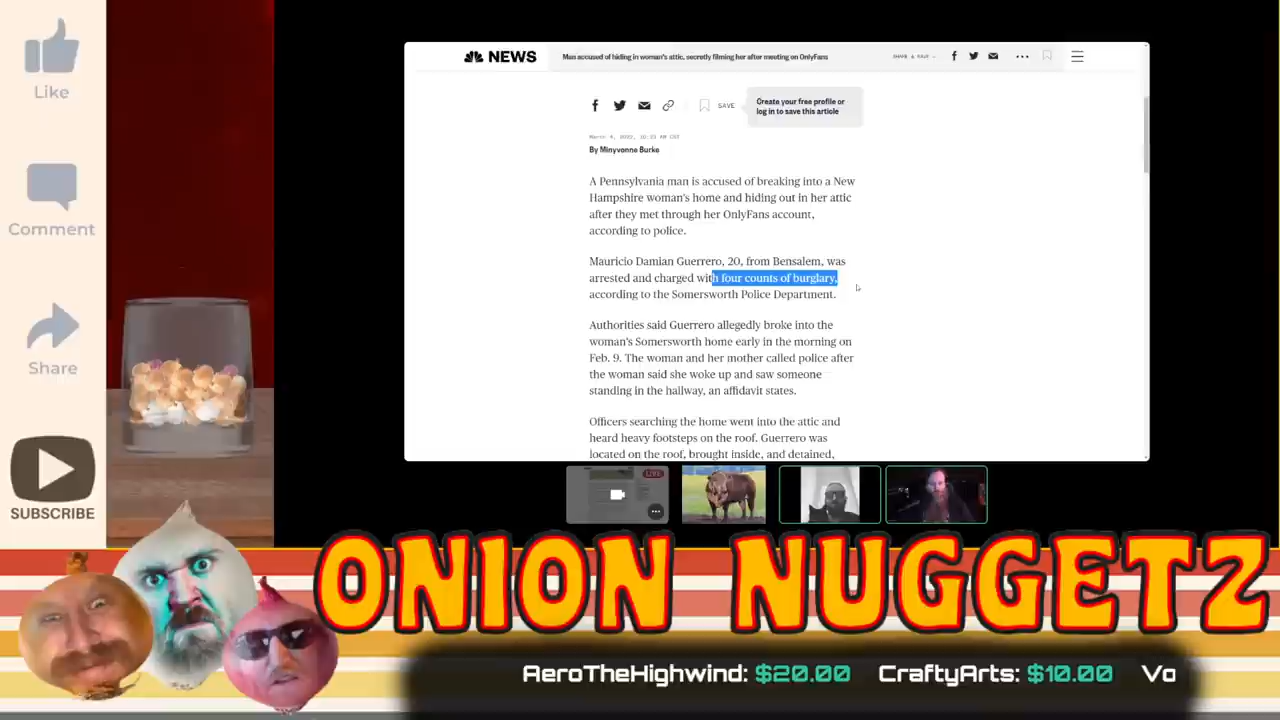 Like
Comment
Share
SUBSCRIBE
NEWS
Man accused of hiding in woman's attic, secretly filming her after meeting on OnlyFans
SAVE
Create your free profile or
log in to save this article
By Minyvonne Burke
A Pennsylvania man is accused of breaking into a New
Hampshire woman's home and hiding out in her attic
after they met through her OnlyFans account,
according to police.
Mauricio Damian Guerrero, 20, from Bensalem, was
arrested and charged with four counts of burglary,
according to the Somersworth Police Department.
Authorities said Guerrero allegedly broke into the
woman's Somersworth home early in the morning on
Feb. 9. The woman and her mother called police after
the woman said she woke up and saw someone
standing in the hallway, an affidavit states.
Officers searching the home went into the attic and
heard heavy footsteps on the roof. Guerrero was
located on the roof, brought inside, and detained,
LIVE
ONION NUGGETZ
AeroTheHighwind: $20.00 CraftyArts: $10.00 Va